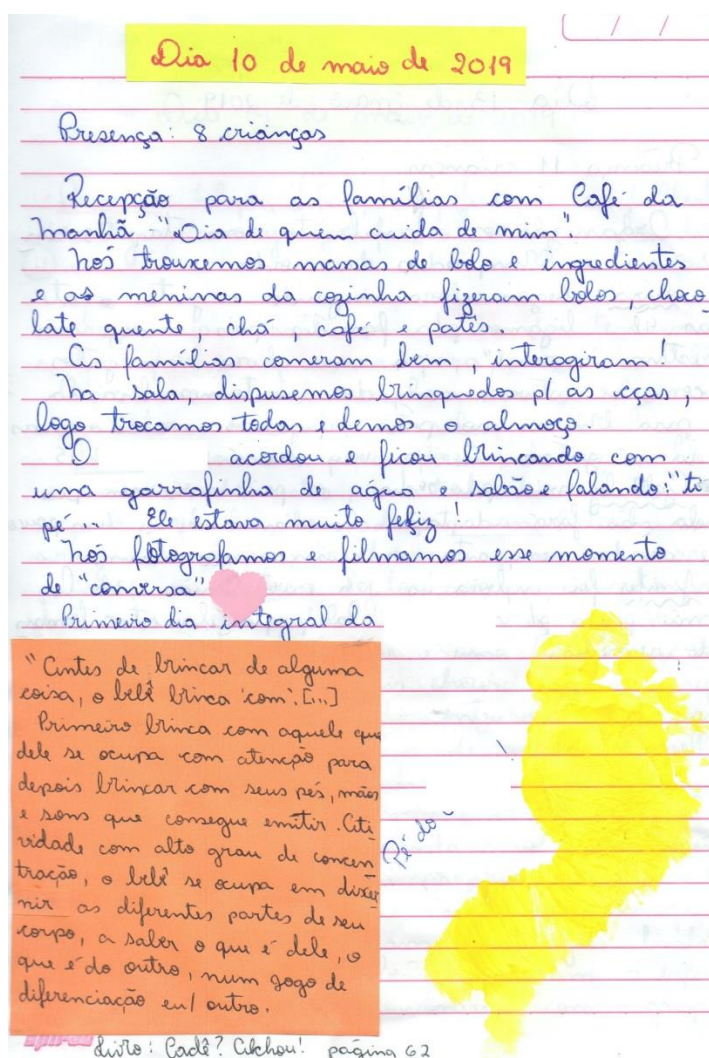 Dia 10 de maio de 2019
Presença: 8 crianças
Recepção para as famílias com Café da
manhã "Dia de quem cuida de mim".
Nós trouxemos massas de bolo e ingredientes
e as meninas da cozinha fizeram bolos, choco
late quente, chá, café e patês.
As famílias comeram bem, interagiram!
Na sala, dispusemos brinquedos p/ as cças,
logo trocamos todas e demos o almoço.
O acordou e ficou brincando com
uma garrafinha de água e sabão e falando: "ti
pé... Ele estava muito feliz!
Nós fotografamos e filmamos esse momento
de "conversa"
Primeiro dia integral da
"Antes de brincar de alguma
coisa, o bebê brinca 'com'. [...]
Primeiro brinca com aquele que
dele se ocupa com atenção para
depois brincar com seus pés, mãos
e sons que consegue emitir. Ati
vidade com alto grau de concen
tração, o bebê se ocupa em discer
nir as diferentes partes de seu
corpo, a saber o que é dele, o
que é do outro, num jogo de
diferenciação eu/outro.
Pé do
Livro: Cadê? Achou! página 62